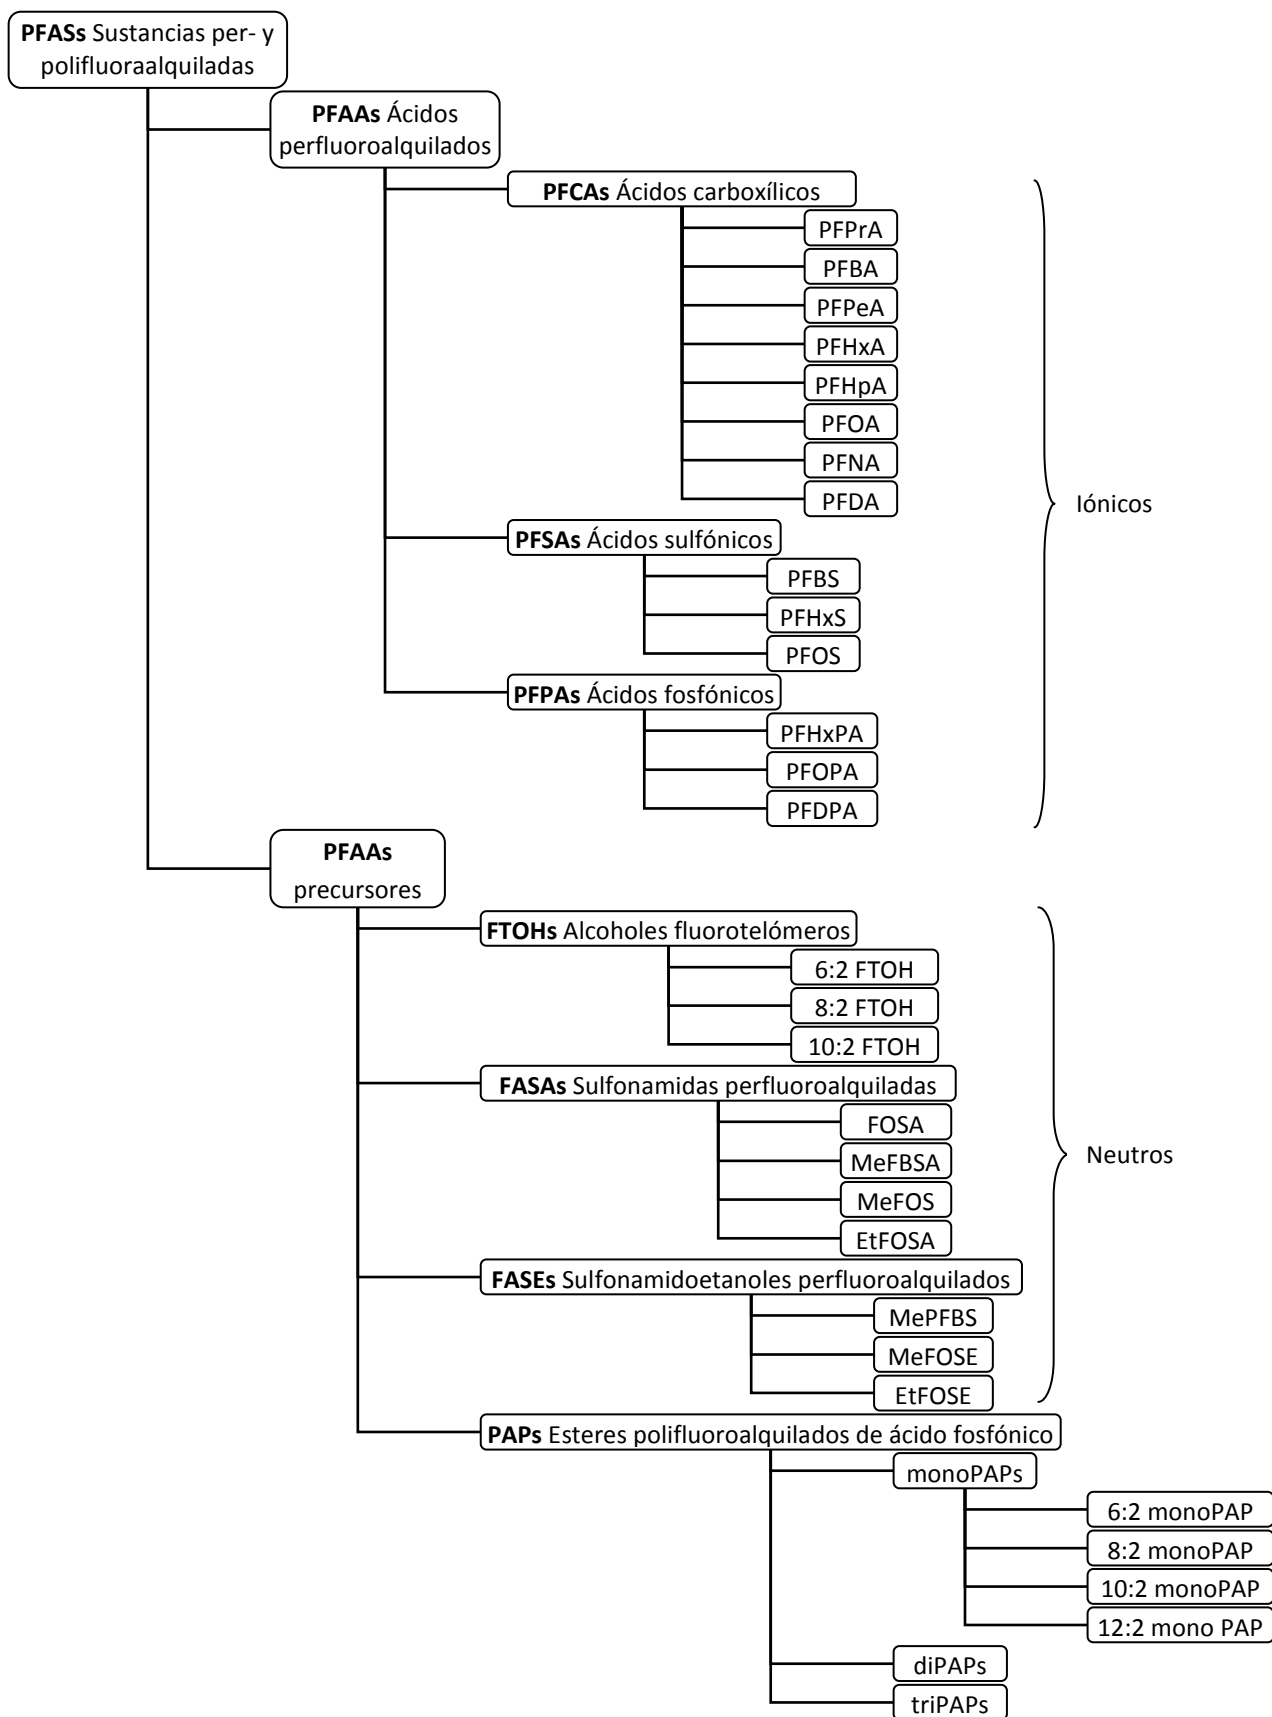 PFASs Sustancias per- y
polifluoraalquiladas
PFAAs Ácidos
perfluoroalquilados
PFCAs Ácidos carboxílicos
PFPrA
PFBA
PFPeA
PFHxA
PFHpA
PFOA
PFNA
PFDA
Iónicos
PFSAs Ácidos sulfónicos
PFBS
PFHxS
PFOS
PFPAs Ácidos fosfónicos
PFHxPA
PFOPA
PFDPA
PFAAs
precursores
FTOHs Alcoholes fluorotelómeros
6:2 FTOH
8:2 FTOH
10:2 FTOH
FASAs Sulfonamidas perfluoroalquiladas
FOSA
MeFBSA
MeFOS
EtFOSA
Neutros
FASEs Sulfonamidoetanoles perfluoroalquilados
MePFBS
MeFOSE
EtFOSE
PAPs Esteres polifluoroalquilados de ácido fosfónico
monoPAPs
6:2 monoPAP
8:2 monoPAP
10:2 monoPAP
12:2 mono PAP
diPAPs
triPAPs